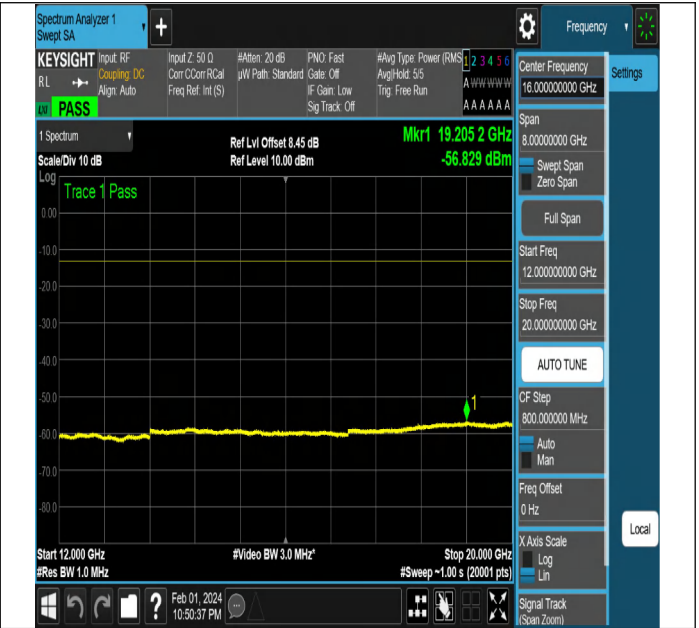 Spectrum Analyzer 1
Swept SA
+
Frequency
KEYSIGHT
Input: RF
Coupling: DC
Align: Auto
Input Z: 50 Ω
Corr CCorr RCal
Freq Ref: Int (S)
#Atten: 20 dB
µW Path: Standard
PNO: Fast
Gate: Off
IF Gain: Low
Sig Track: Off
#Avg Type: Power (RMS
Avg|Hold: 5/5
Trig: Free Run
1 2 3 4 5 6
A W W W W W
A A A A A A
R L
PASS
Center Frequency
16.000000000 GHz
Settings
Span
8.00000000 GHz
Swept Span
Zero Span
Full Span
Start Freq
12.000000000 GHz
Stop Freq
20.000000000 GHz
AUTO TUNE
CF Step
800.000000 MHz
Auto
Man
Freq Offset
0 Hz
X Axis Scale
Log
Lin
Signal Track
(Span Zoom)
Local
1 Spectrum
Scale/Div 10 dB
Ref Lvl Offset 8.45 dB
Ref Level 10.00 dBm
Mkr1 19.205 2 GHz
-56.829 dBm
Log
Trace 1 Pass
0.00
-10.0
-20.0
-30.0
-40.0
-50.0
-60.0
-70.0
-80.0
1
Start 12.000 GHz
#Res BW 1.0 MHz
#Video BW 3.0 MHz*
Stop 20.000 GHz
#Sweep ~1.00 s (20001 pts)
?
Feb 01, 2024
10:50:37 PM